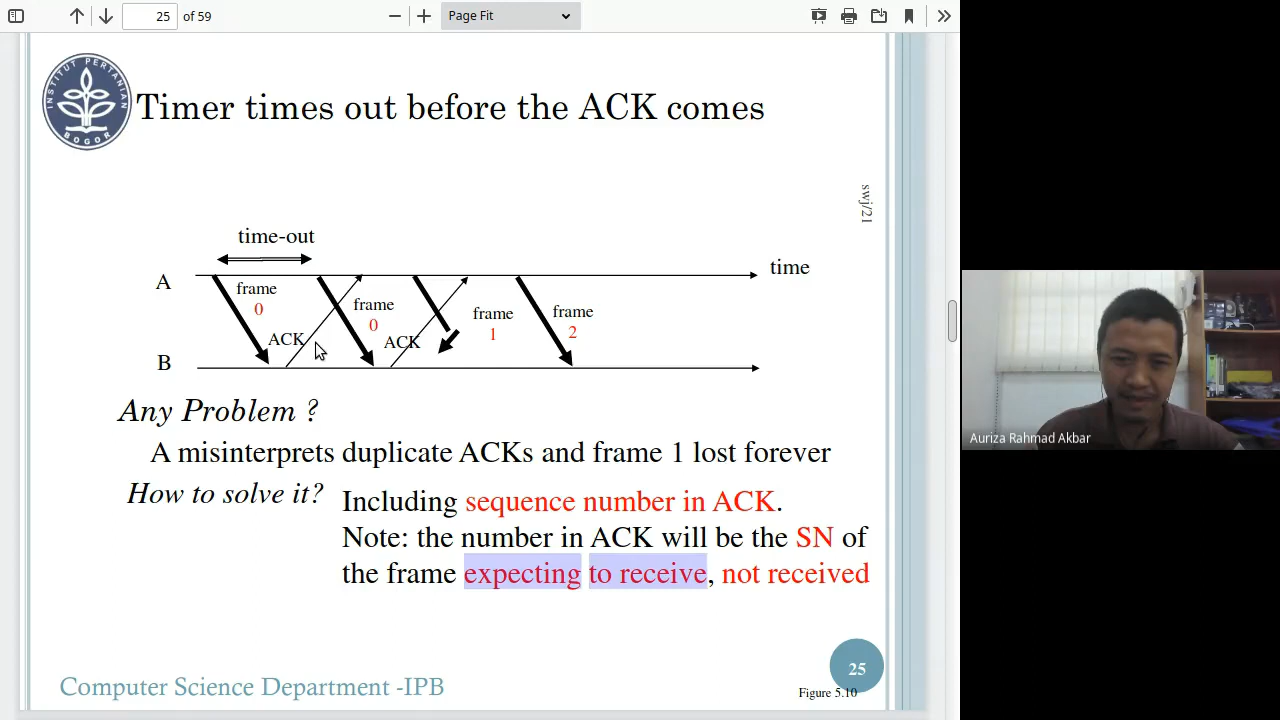 25 of 59
Page Fit
INSTITUT PERTANIAN
BOGOR
Timer times out before the ACK comes
swj/21
time-out
A
time
frame
0
frame
0
frame
1
frame
2
ACK
ACK
B
Any Problem ?
A misinterprets duplicate ACKs and frame 1 lost forever
How to solve it?
Including sequence number in ACK.
Note: the number in ACK will be the SN of
the frame expecting to receive, not received
25
Computer Science Department -IPB
Figure 5.10
Auriza Rahmad Akbar